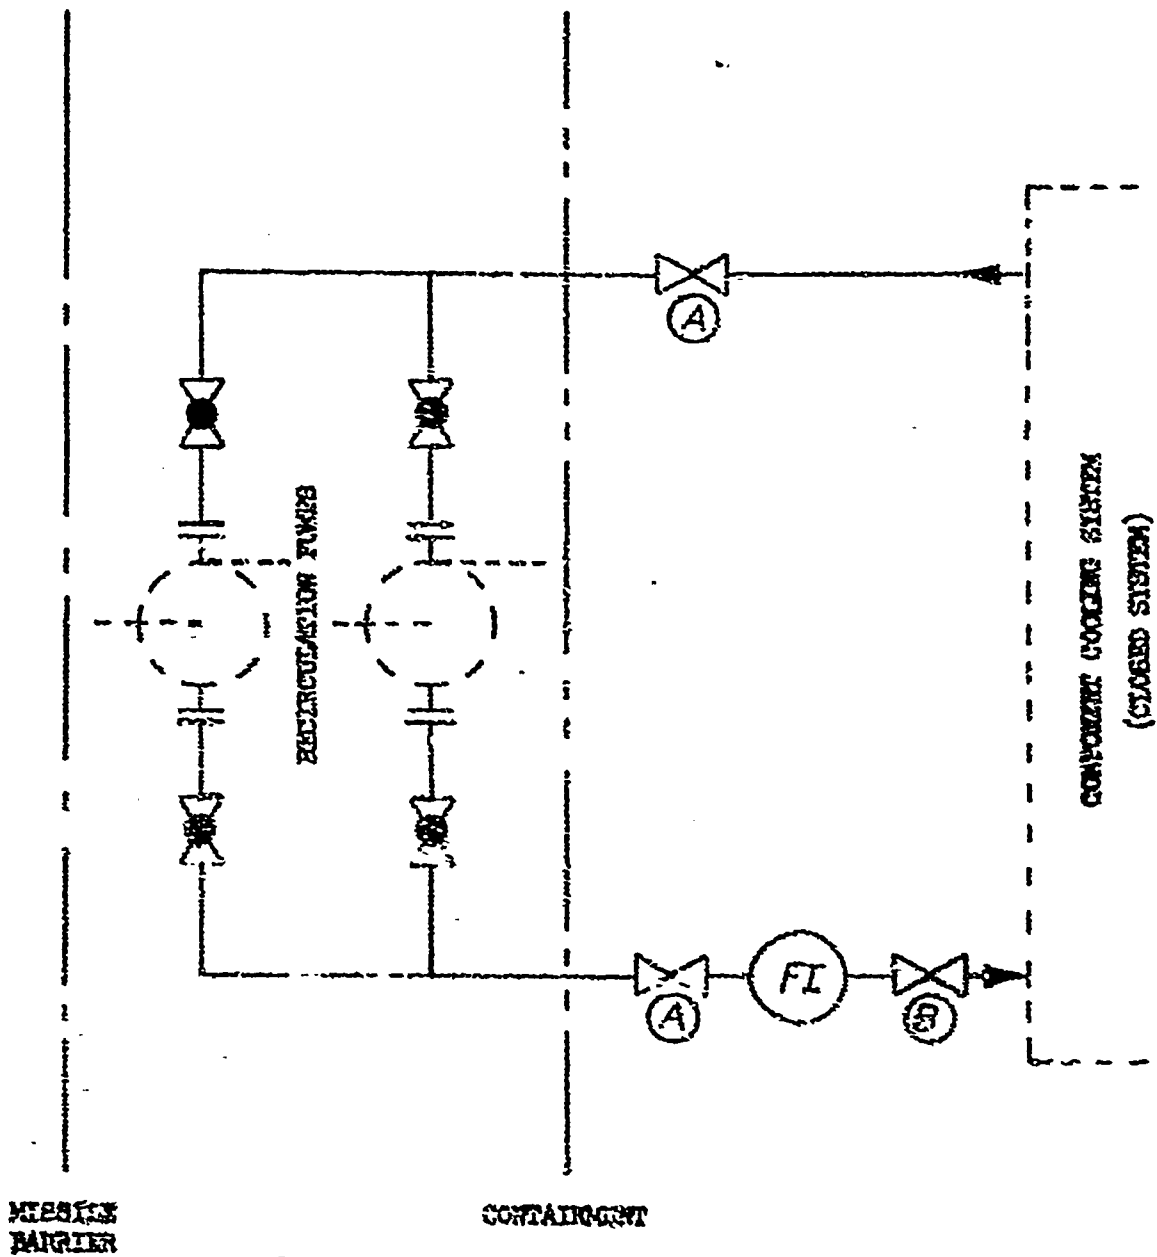 A
RECIRCULATION PUMPS
COMPONENT COOLING SYSTEM
(CLOSED SYSTEM)
A
FI
B
MISSILE
BARRIER
CONTAINMENT